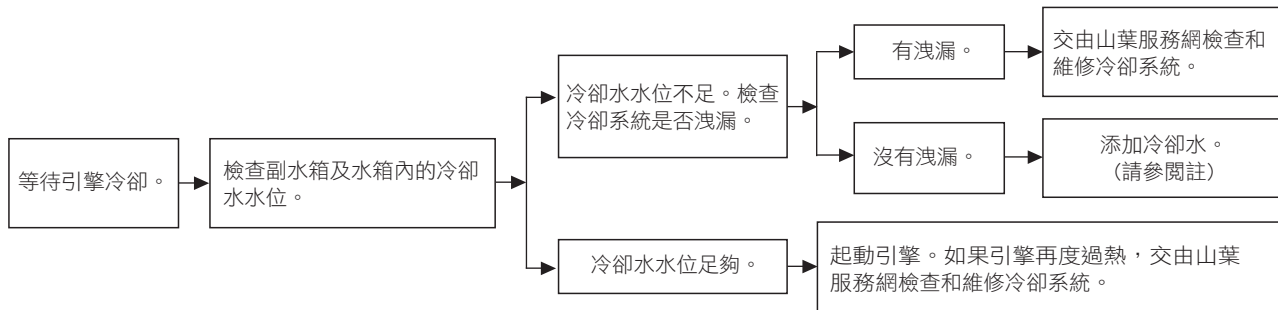 等待引擎冷卻。
檢查副水箱及水箱內的冷卻
水水位。
冷卻水水位不足。檢查
冷卻系統是否洩漏。
有洩漏。
交由山葉服務網檢查和
維修冷卻系統。
沒有洩漏。
添加冷卻水。
（請參閱註）
冷卻水水位足夠。
起動引擎。如果引擎再度過熱，交由山葉
服務網檢查和維修冷卻系統。